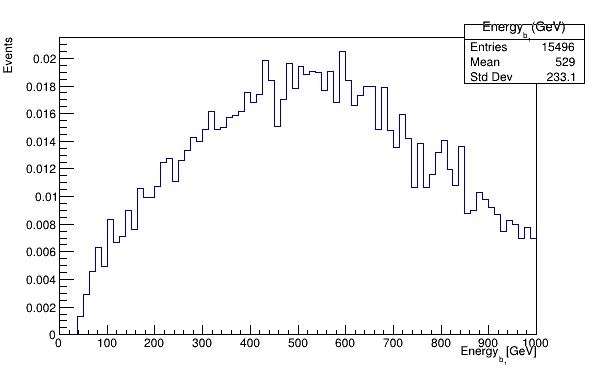 Energy_b₁(GeV)
Entries 15496
Mean 529
Std Dev 233.1
Events
0.02
0.018
0.016
0.014
0.012
0.01
0.008
0.006
0.004
0.002
0
0 100 200 300 400 500 600 700 800 900 1000
Energy_b₁[GeV]